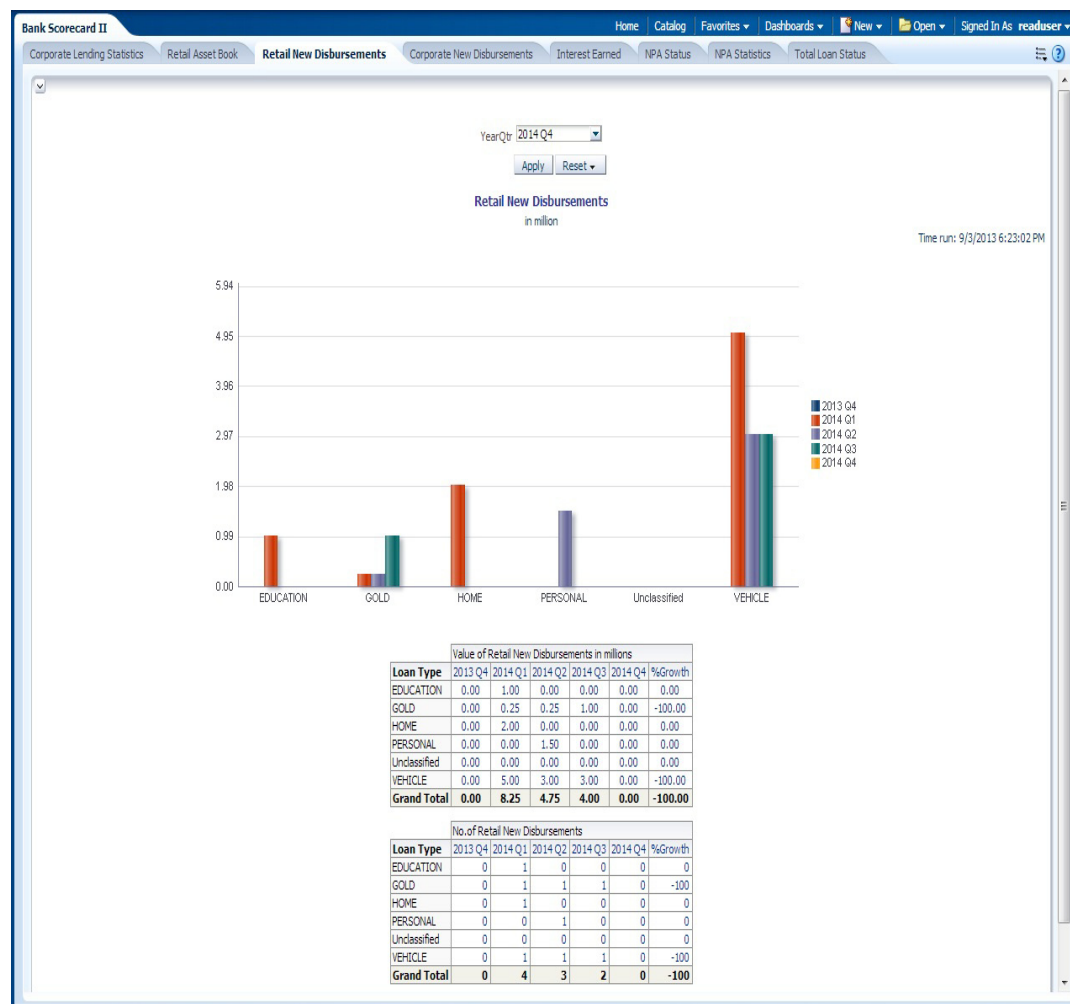 Bank Scorecard II
Home Catalog Favorites Dashboards New Open Signed In As readuser
Corporate Lending Statistics Retail Asset Book Retail New Disbursements Corporate New Disbursements Interest Earned NPA Status NPA Statistics Total Loan Status
YearQtr 2014 Q4
Apply Reset
Retail New Disbursements
in million
Time run: 9/3/2013 6:23:02 PM
5.94
4.95
3.96
2.97
1.98
0.99
0.00
2013 Q4
2014 Q1
2014 Q2
2014 Q3
2014 Q4
EDUCATION GOLD HOME PERSONAL Unclassified VEHICLE
Value of Retail New Disbursements in millions
Loan Type 2013 Q4 2014 Q1 2014 Q2 2014 Q3 2014 Q4 %Growth
EDUCATION 0.00 1.00 0.00 0.00 0.00 0.00
GOLD 0.00 0.25 0.25 1.00 0.00 -100.00
HOME 0.00 2.00 0.00 0.00 0.00 0.00
PERSONAL 0.00 0.00 1.50 0.00 0.00 0.00
Unclassified 0.00 0.00 0.00 0.00 0.00 0.00
VEHICLE 0.00 5.00 3.00 3.00 0.00 -100.00
Grand Total 0.00 8.25 4.75 4.00 0.00 -100.00
No.of Retail New Disbursements
Loan Type 2013 Q4 2014 Q1 2014 Q2 2014 Q3 2014 Q4 %Growth
EDUCATION 0 1 0 0 0 0
GOLD 0 1 1 1 0 -100
HOME 0 1 0 0 0 0
PERSONAL 0 0 1 0 0 0
Unclassified 0 0 0 0 0 0
VEHICLE 0 1 1 1 0 -100
Grand Total 0 4 3 2 0 -100